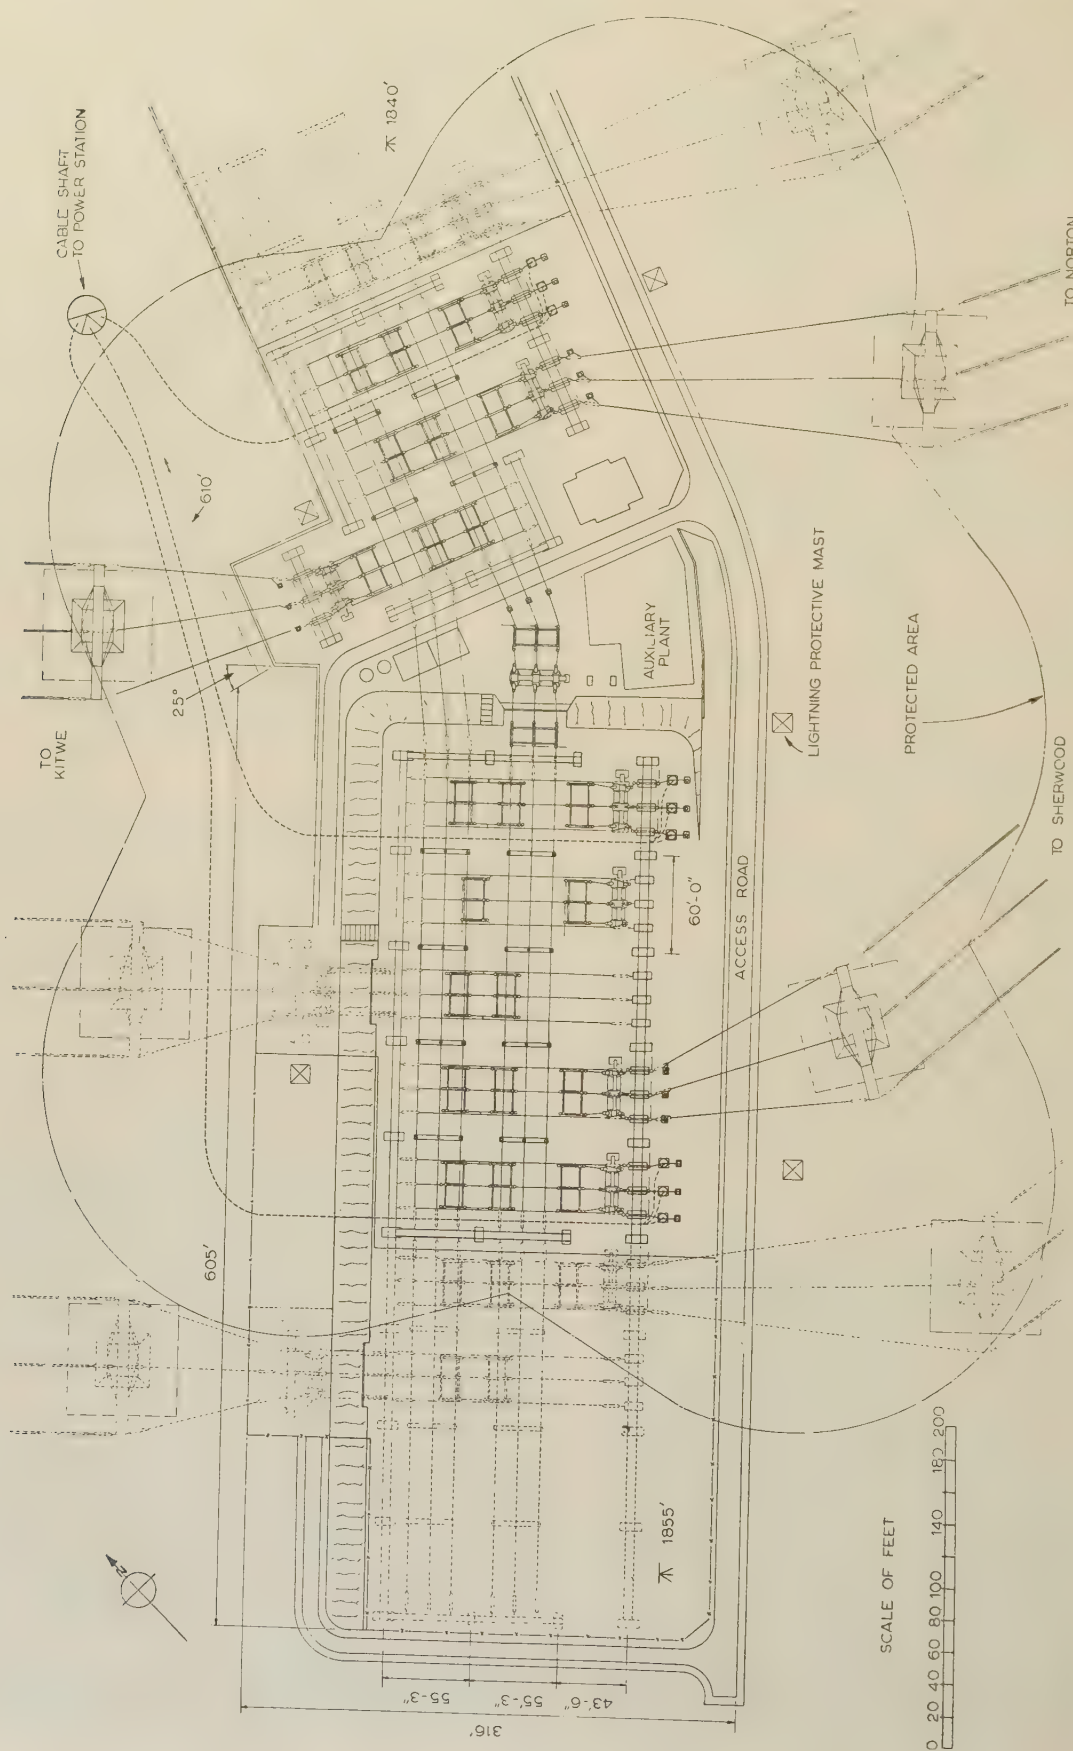 CABLE SHAFT
TO POWER STATION
1840'
610'
TO
KITWE
25°
TO NORTON
AUXILIARY
PLANT
LIGHTNING PROTECTIVE MAST
PROTECTED AREA
TO SHERWOOD
60'-0"
ACCESS ROAD
605'
N
1855'
SCALE OF FEET
0 20 40 60 80 100 140 180 200
55'-3"
55'-3"
43'-6"
316'